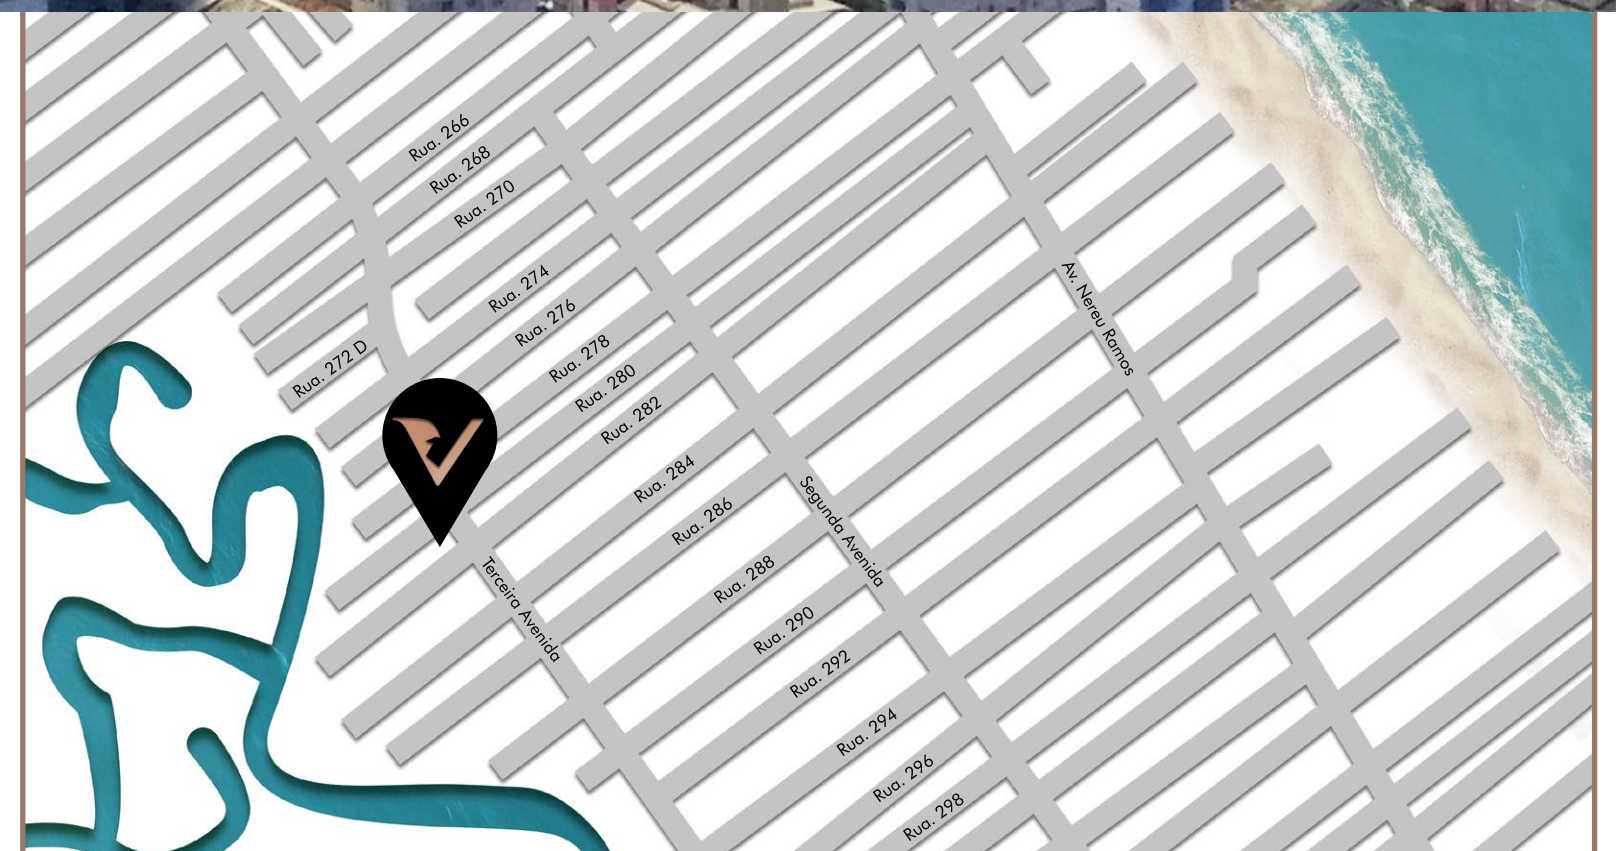 Rua. 266
Rua. 268
Rua. 270
Rua. 274
Rua. 276
Rua. 278
Rua. 272 D
Rua. 280
Rua. 282
Av. Nereu Ramos
Rua. 284
Rua. 286
Segunda Avenida
Rua. 288
Terceira Avenida
Rua. 290
Rua. 292
Rua. 294
Rua. 296
Rua. 298